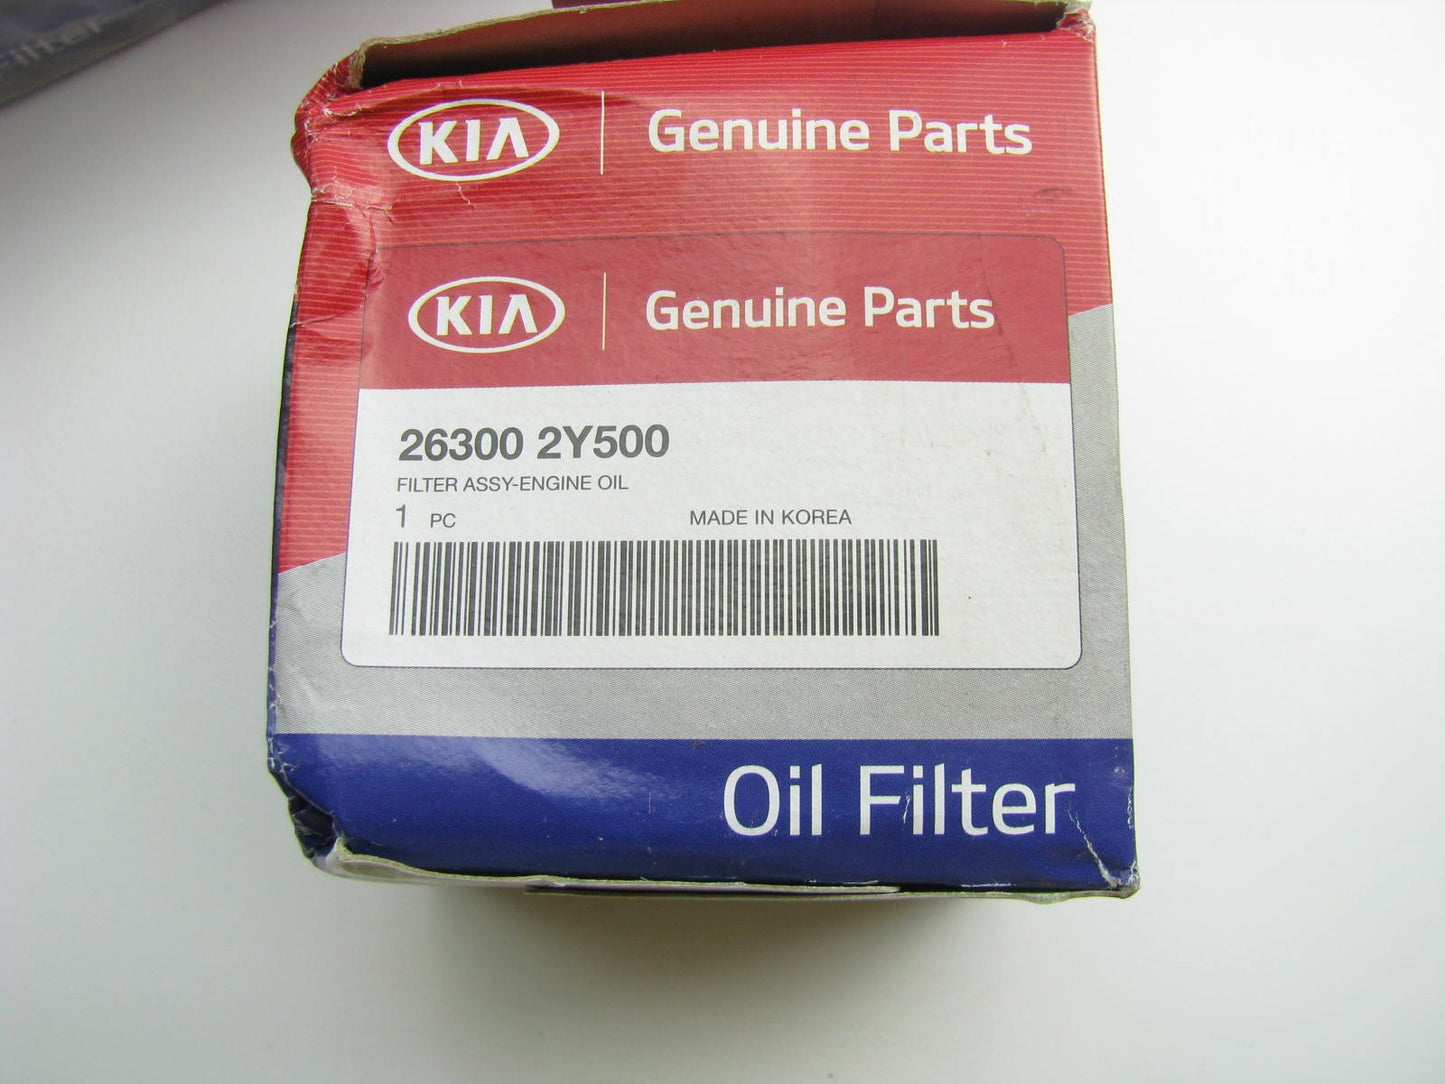 Filter
KIA Genuine Parts
KIA Genuine Parts
26300 2Y500
FILTER ASSY-ENGINE OIL
1 PC MADE IN KOREA
Oil Filter